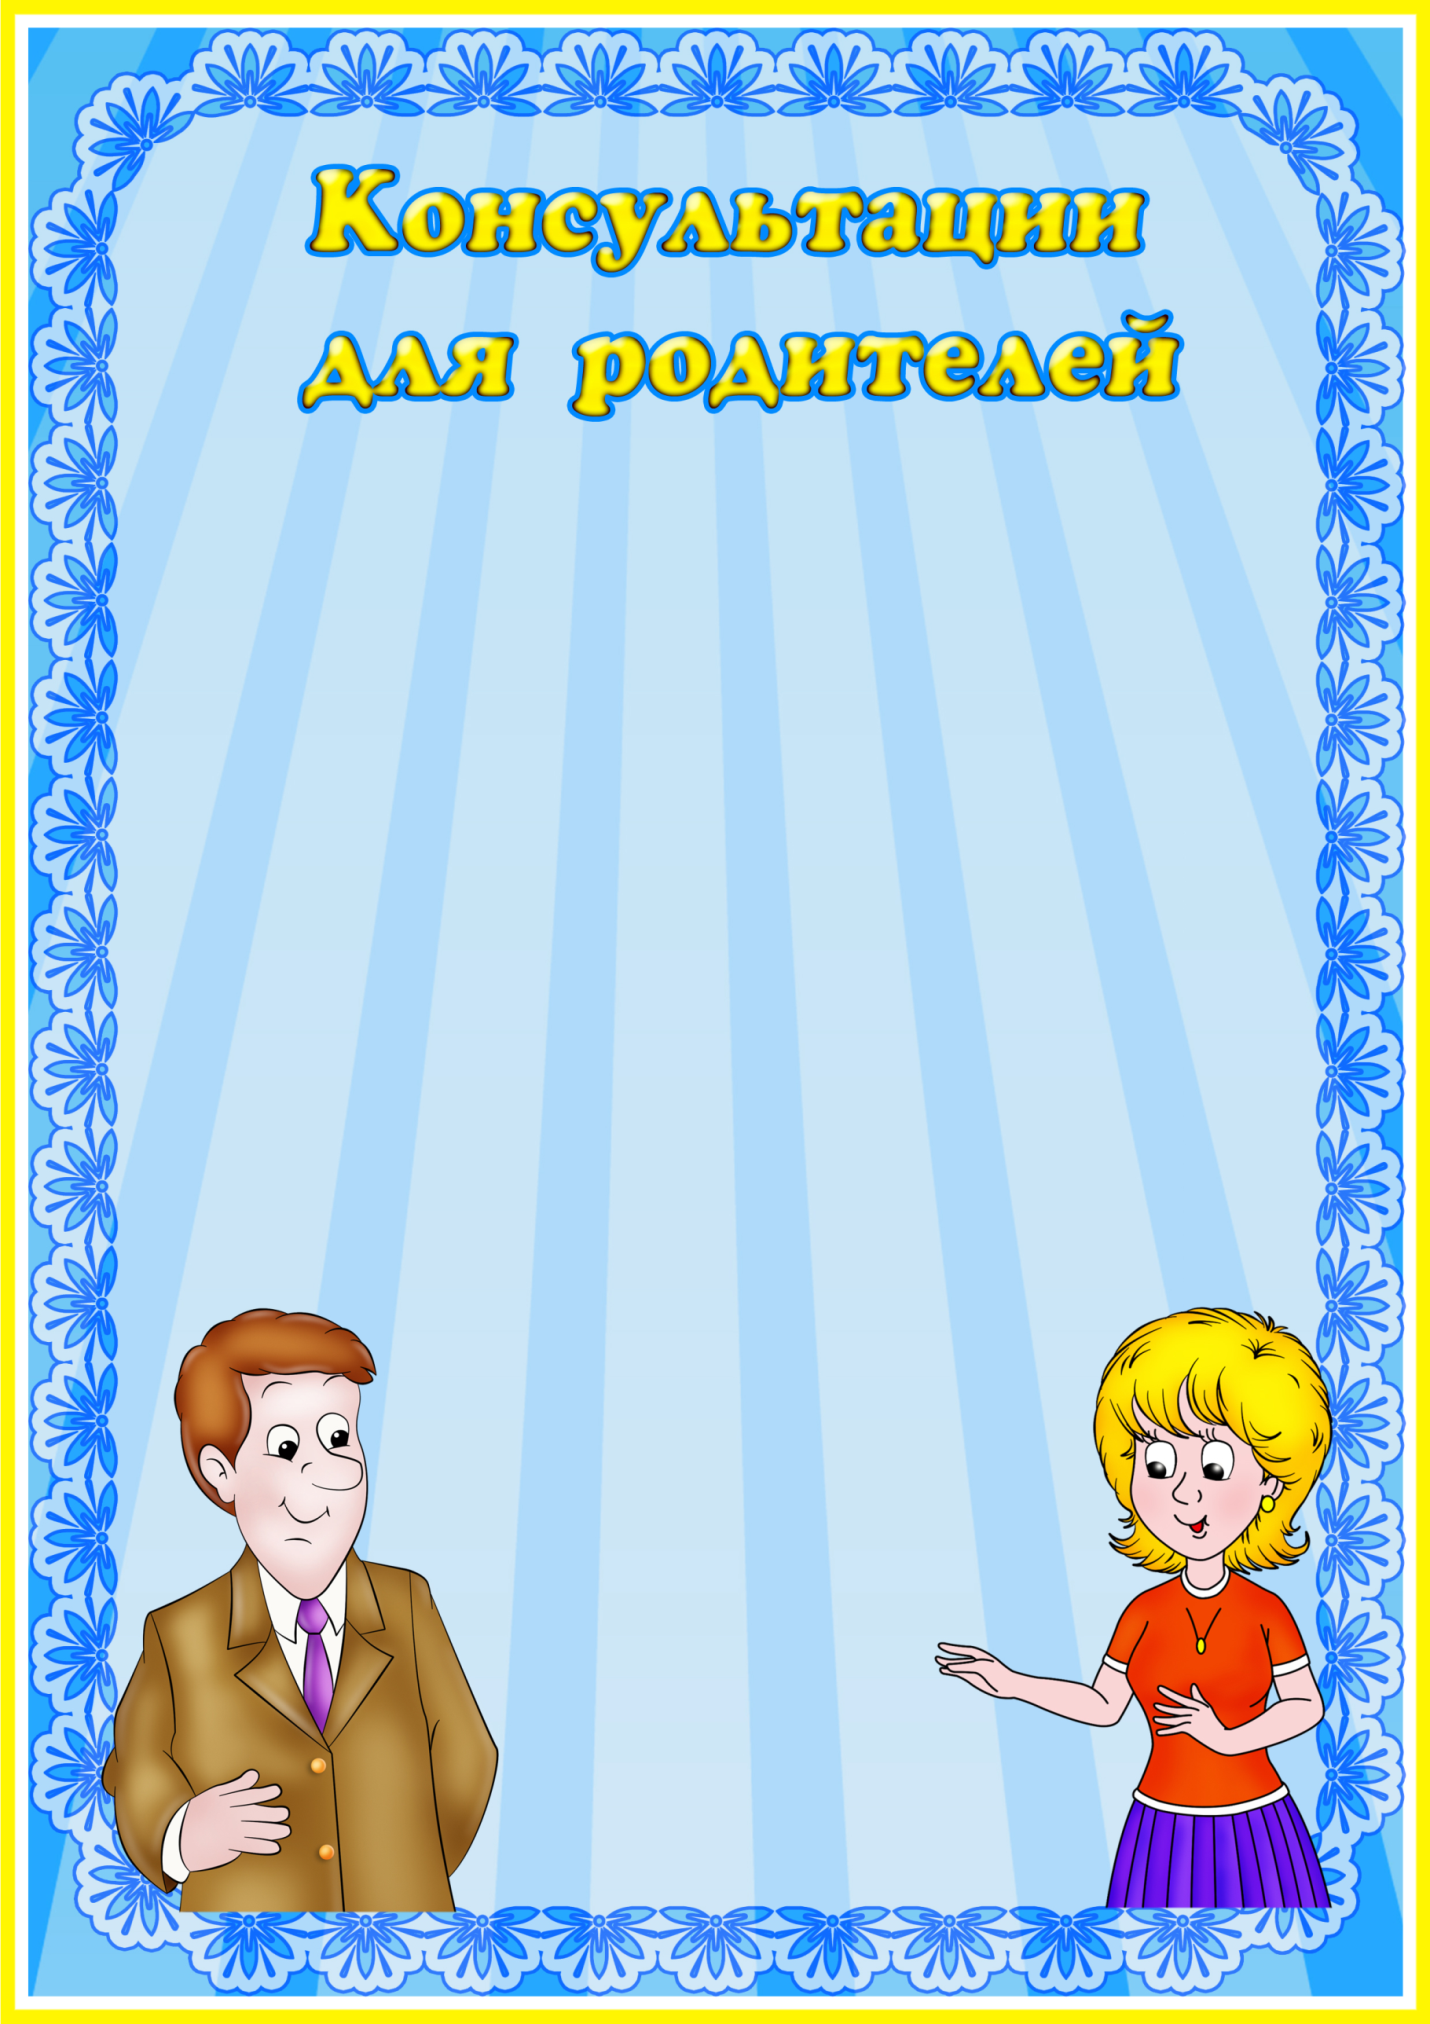 Консультации
для родителей